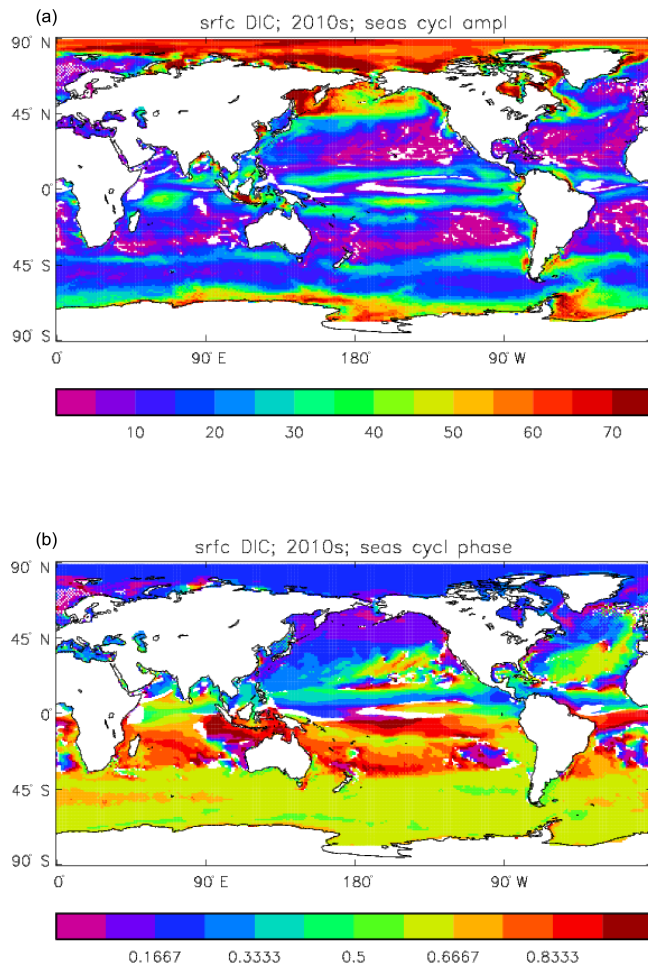 (a)
srfc DIC; 2010s; seas cycl ampl
90° N
45°
0°
45°
90° S
0° 90° E 180° 90° W
10 20 30 40 50 60 70
(b)
srfc DIC; 2010s; seas cycl phase
90° N
45°
0°
45°
90° S
0° 90° E 180° 90° W
0.1667 0.3333 0.5 0.6667 0.8333